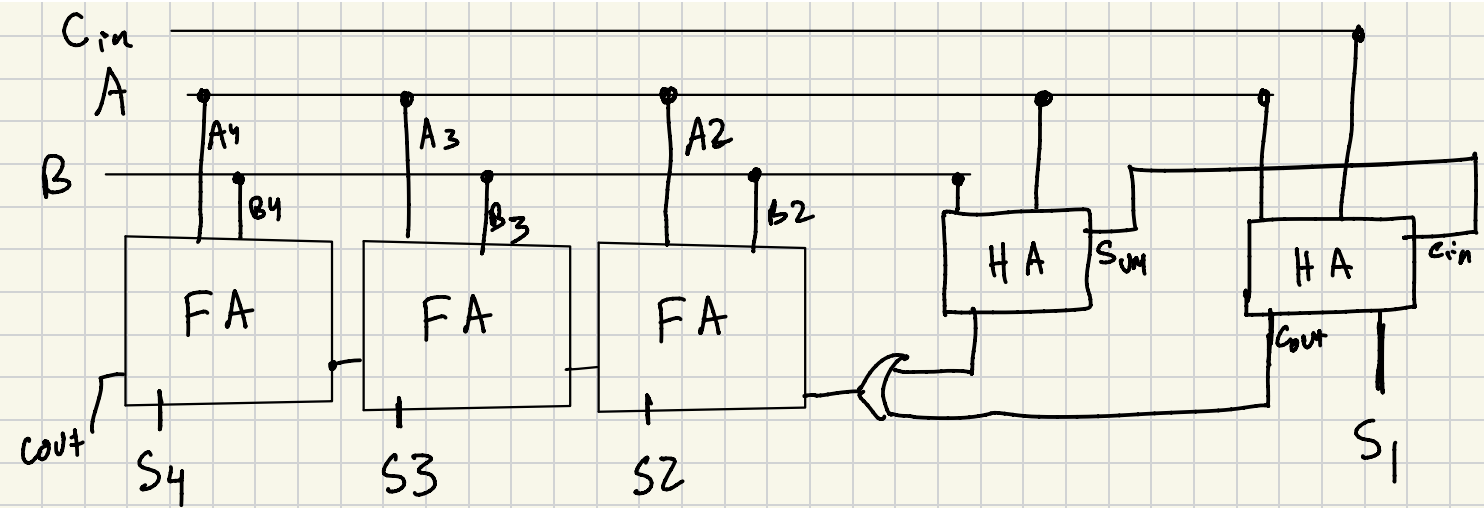 Cin
A
A4 A3 A2
B
B4 B3 B2
FA FA FA HA Sum HA Cin
Cout
Cout S4 S3 S2 S1